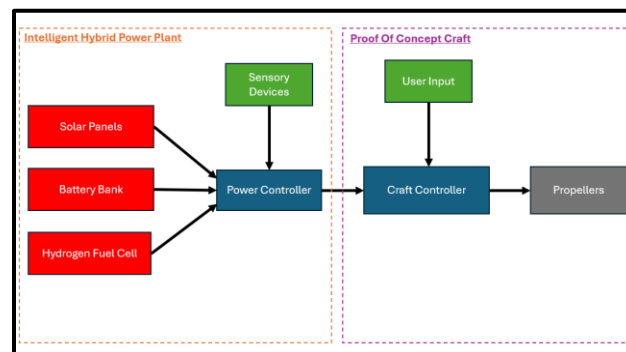 Intelligent Hybrid Power Plant
Proof Of Concept Craft
Sensory
Devices
User Input
Solar Panels
Battery Bank
Power Controller
Craft Controller
Propellers
Hydrogen Fuel Cell